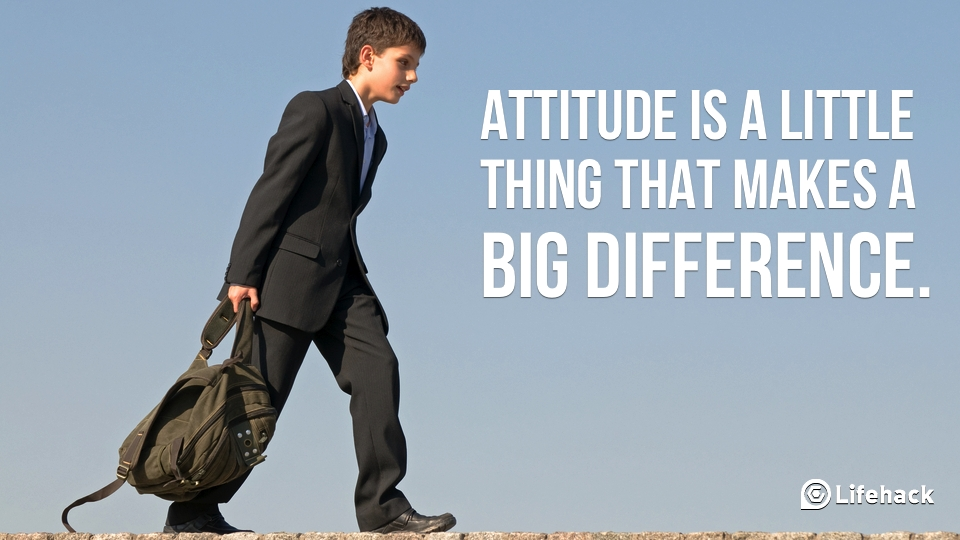 ATTITUDE IS A LITTLE
THING THAT MAKES A
BIG DIFFERENCE.
Lifehack